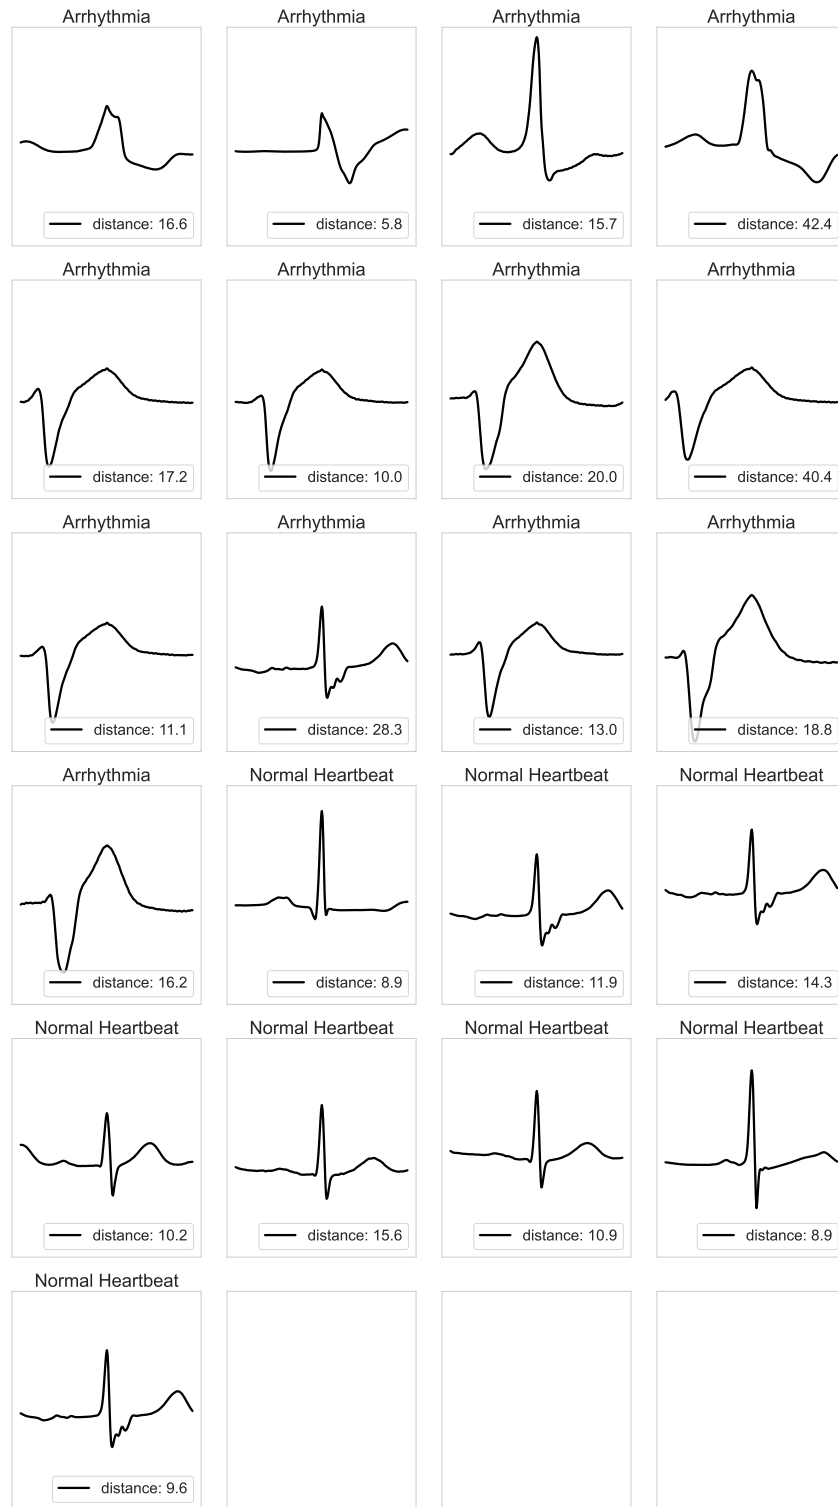 Arrhythmia Arrhythmia Arrhythmia Arrhythmia
distance: 16.6 distance: 5.8 distance: 15.7 distance: 42.4
Arrhythmia Arrhythmia Arrhythmia Arrhythmia
distance: 17.2 distance: 10.0 distance: 20.0 distance: 40.4
Arrhythmia Arrhythmia Arrhythmia Arrhythmia
distance: 11.1 distance: 28.3 distance: 13.0 distance: 18.8
Arrhythmia Normal Heartbeat Normal Heartbeat Normal Heartbeat
distance: 16.2 distance: 8.9 distance: 11.9 distance: 14.3
Normal Heartbeat Normal Heartbeat Normal Heartbeat Normal Heartbeat
distance: 10.2 distance: 15.6 distance: 10.9 distance: 8.9
Normal Heartbeat
distance: 9.6